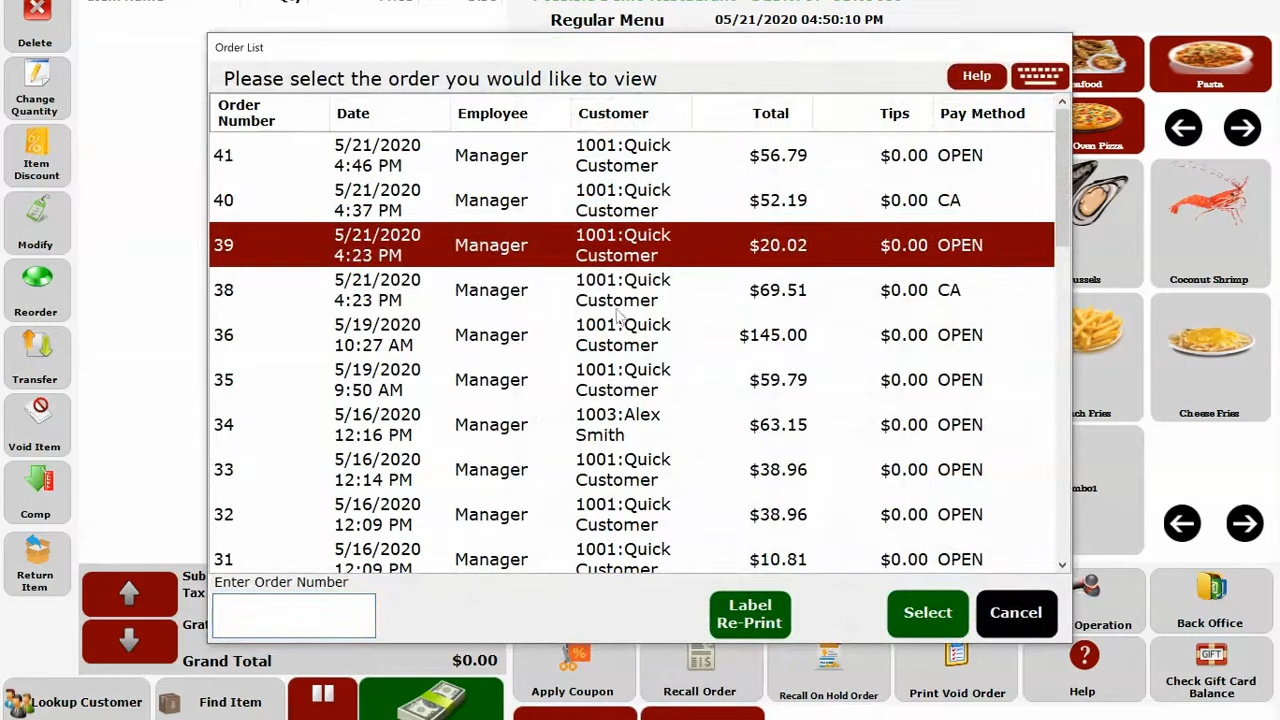 Regular Menu
05/21/2020 04:50:10 PM
Delete
Change
Quantity
Item
Discount
Modify
Reorder
Transfer
Void Item
Comp
Return
Item
Order List
Please select the order you would like to view
Help
Order
Number
Date
Employee
Customer
Total
Tips
Pay Method
41 5/21/2020 4:46 PM Manager 1001:Quick Customer $56.79 $0.00 OPEN
40 5/21/2020 4:37 PM Manager 1001:Quick Customer $52.19 $0.00 CA
39 5/21/2020 4:23 PM Manager 1001:Quick Customer $20.02 $0.00 OPEN
38 5/21/2020 4:23 PM Manager 1001:Quick Customer $69.51 $0.00 CA
36 5/19/2020 10:27 AM Manager 1001:Quick Customer $145.00 $0.00 OPEN
35 5/19/2020 9:50 AM Manager 1001:Quick Customer $59.79 $0.00 OPEN
34 5/16/2020 12:16 PM Manager 1003:Alex Smith $63.15 $0.00 OPEN
33 5/16/2020 12:14 PM Manager 1001:Quick Customer $38.96 $0.00 OPEN
32 5/16/2020 12:09 PM Manager 1001:Quick Customer $38.96 $0.00 OPEN
31 5/16/2020 12:09 PM Manager 1001:Quick Customer $10.81 $0.00 OPEN
Enter Order Number
Label
Re-Print
Select
Cancel
Pasta
Oven Pizza
Coconut Shrimp
Cheese Fries
Sub
Tax
Grand Total
$0.00
Operation
Back Office
Lookup Customer
Find Item
Apply Coupon
Recall Order
Recall On Hold Order
Print Void Order
Help
GIFT
Check Gift Card
Balance